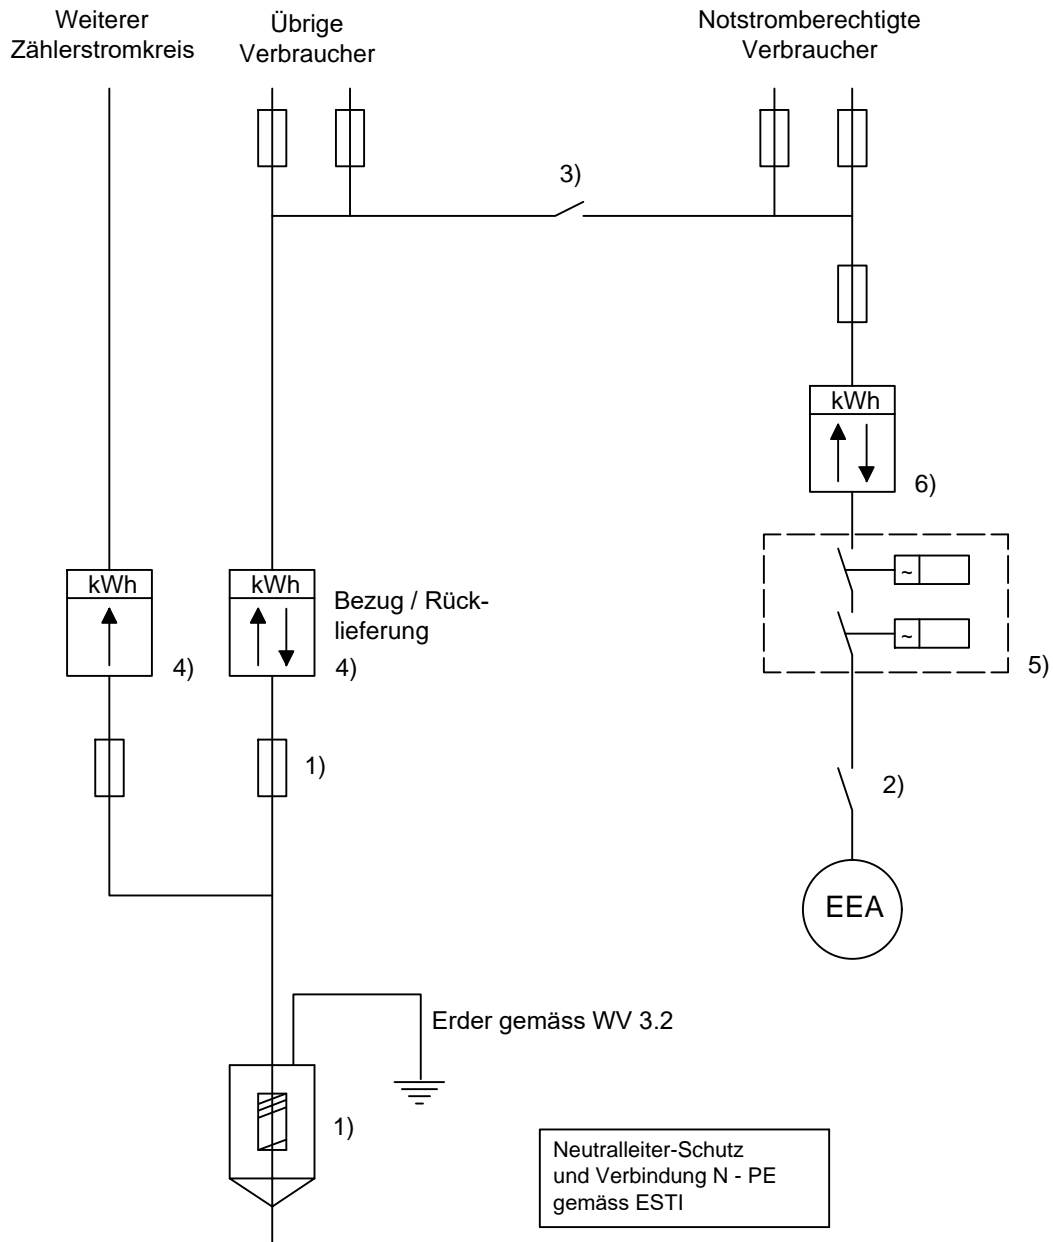 Weiterer
Zählerstromkreis
Übrige
Verbraucher
Notstromberechtigte
Verbraucher
3)
kWh
6)
~
~
5)
kWh
4)
kWh
Bezug / Rück-
lieferung
4)
1)
2)
EEA
Erder gemäss WV 3.2
1)
Neutralleiter-Schutz
und Verbindung N - PE
gemäss ESTI